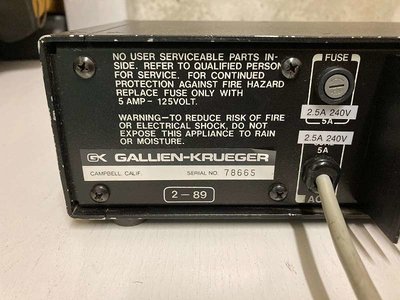 NO USER SERVICEABLE PARTS IN-
SIDE. REFER TO QUALIFIED PERSON
FOR SERVICE. FOR CONTINUED
PROTECTION AGAINST FIRE HAZARD
REPLACE FUSE ONLY WITH
5 AMP - 125VOLT.
WARNING—TO REDUCE RISK OF FIRE
OR ELECTRICAL SHOCK, DO NOT
EXPOSE THIS APPLIANCE TO RAIN
OR MOISTURE.
GK GALLIEN-KRUEGER
CAMPBELL CALIF. SERIAL NO. 78665
2-89
FUSE
2.5A 240V
5A
2.5A 240V
5A